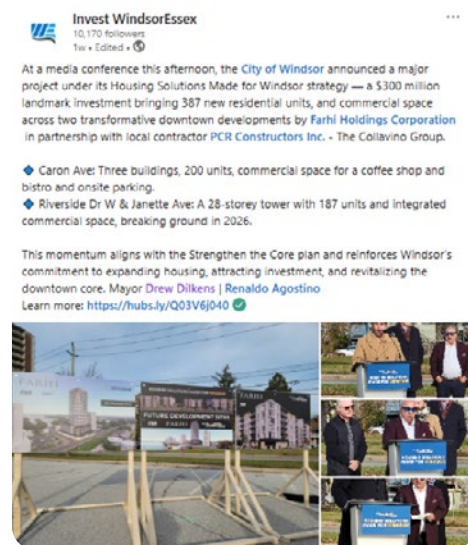 Invest WindsorEssex
10,170 followers
1w • Edited •
At a media conference this afternoon, the City of Windsor announced a major
project under its Housing Solutions Made for Windsor strategy — a $300 million
landmark investment bringing 387 new residential units, and commercial space
across two transformative downtown developments by Farhi Holdings Corporation
in partnership with local contractor PCR Constructors Inc. - The Collavino Group.
🔹 Caron Ave: Three buildings, 200 units, commercial space for a coffee shop and
bistro and onsite parking.
🔹 Riverside Dr W & Janette Ave: A 28-storey tower with 187 units and integrated
commercial space, breaking ground in 2026.
This momentum aligns with the Strengthen the Core plan and reinforces Windsor's
commitment to expanding housing, attracting investment, and revitalizing the
downtown core. Mayor Drew Dilkens | Renaldo Agostino
Learn more: https://hubs.ly/Q03V6j040 ✅
FARHI
FUTURE DEVELOPMENT SITES
FARHI